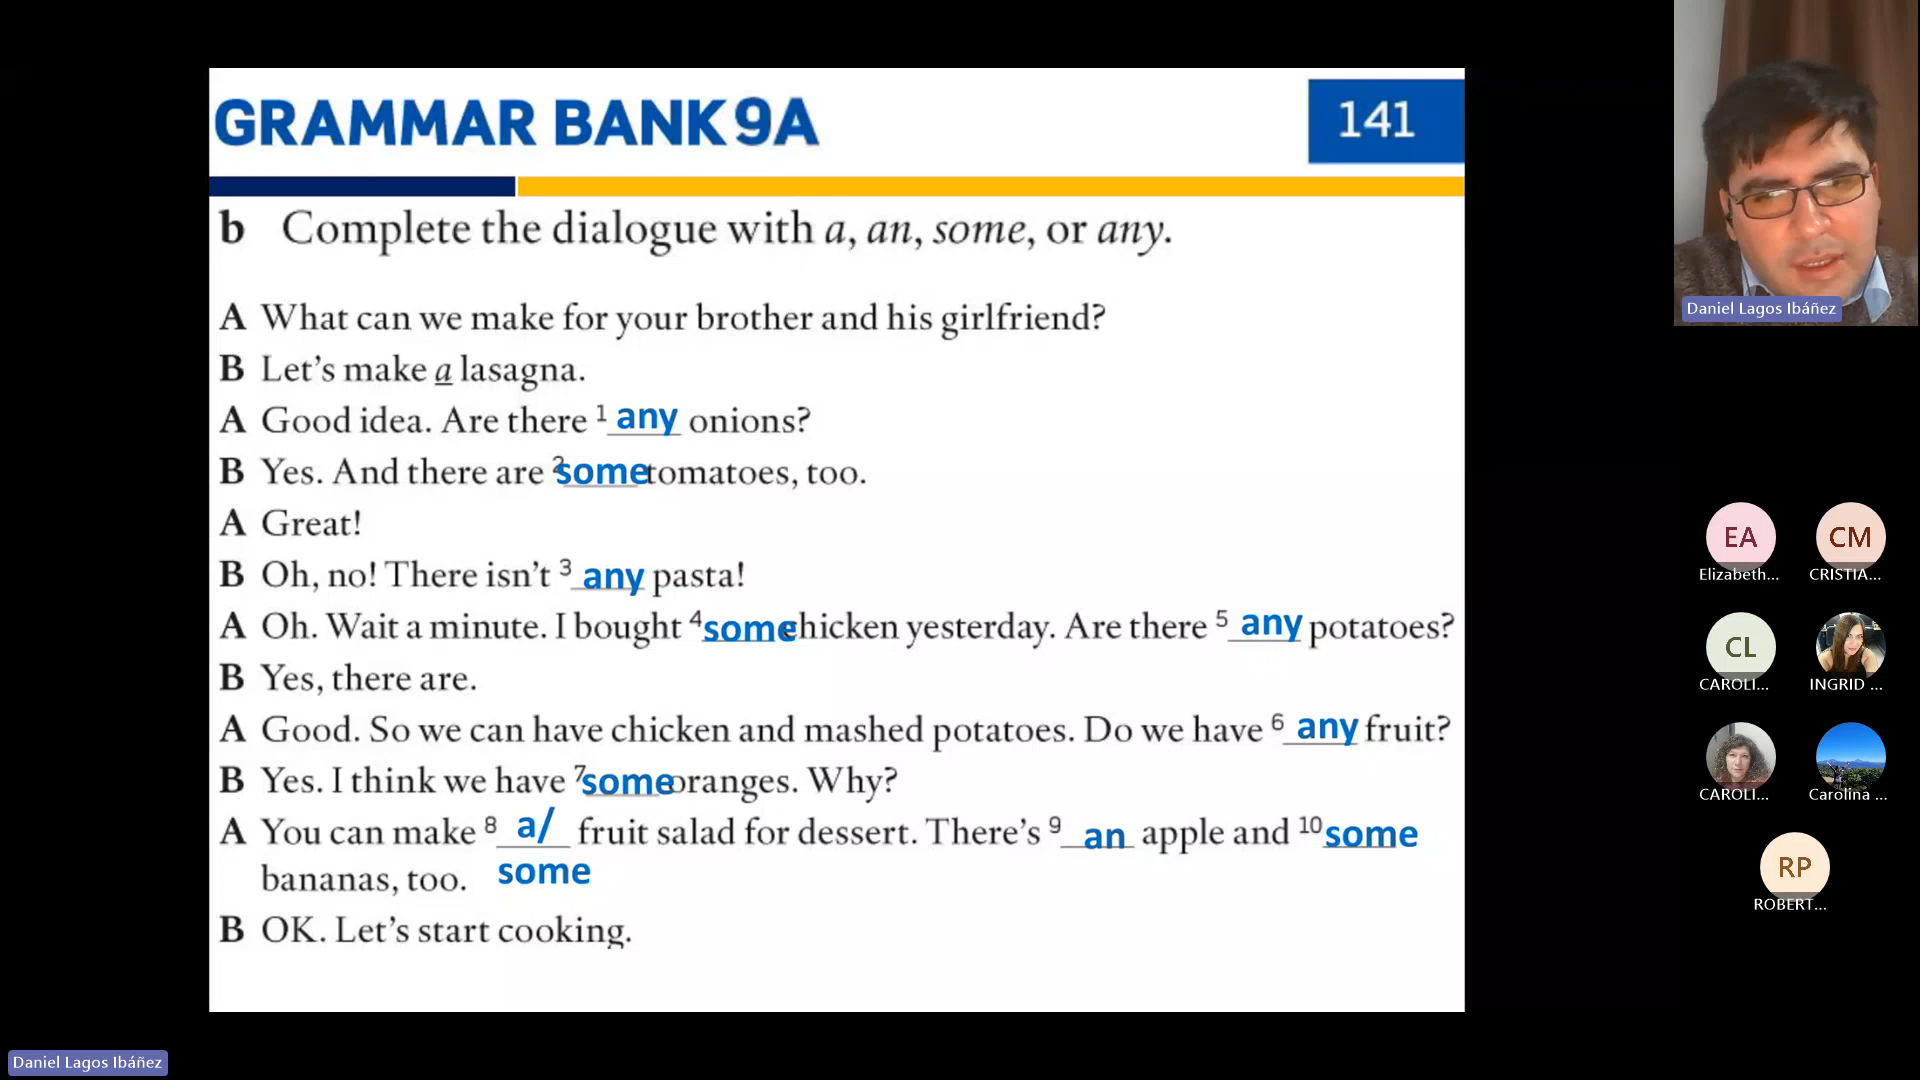 GRAMMAR BANK 9A
141
b Complete the dialogue with a, an, some, or any.
A What can we make for your brother and his girlfriend?
B Let's make a lasagna.
A Good idea. Are there 1 any onions?
B Yes. And there are 2 some tomatoes, too.
A Great!
B Oh, no! There isn't 3 any pasta!
A Oh. Wait a minute. I bought 4 some chicken yesterday. Are there 5 any potatoes?
B Yes, there are.
A Good. So we can have chicken and mashed potatoes. Do we have 6 any fruit?
B Yes. I think we have 7 some oranges. Why?
A You can make 8 a/ fruit salad for dessert. There's 9 an apple and 10 some
bananas, too. some
B OK. Let's start cooking.
Daniel Lagos Ibáñez
EA CM
Elizabeth... CRISTIA...
CL
CAROLI... INGRID ...
CAROLI... Carolina ...
RP
ROBERT...
Daniel Lagos Ibáñez